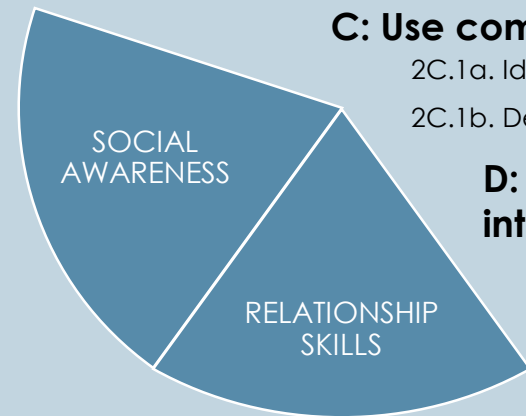 C: Use com
2C.1a. Id
2C.1b. De
D:
int
SOCIAL
AWARENESS
RELATIONSHIP
SKILLS